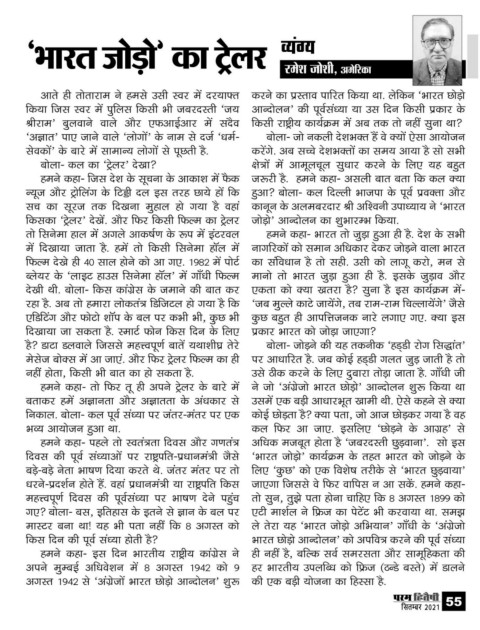 'भारत जोड़ो' का ट्रेलर
व्यंग्य
रमेश जोशी, अमेरिका
आते ही तोताराम ने हमसे उसी स्वर में दरयाफ्त
किया जिस स्वर में पुलिस किसी भी जबरदस्ती 'जय
श्रीराम' बुलवाने वाले और एफआईआर में सदैव
'अज्ञात' पाए जाने वाले 'लोगों' के नाम से दर्ज 'धर्म-
सेवकों' के बारे में सामान्य लोगों से पूछती है.
बोला- कल का 'ट्रेलर' देखा?
हमने कहा- जिस देश के सूचना के आकाश में फेक
न्यूज और ट्रोलिंग के टिड्डी दल इस तरह छाये हों कि
सच का सूरज तक दिखना मुहाल हो गया है वहां
किसका 'ट्रेलर' देखें. और फिर किसी फिल्म का ट्रेलर
तो सिनेमा हाल में अगले आकर्षण के रूप में इंटरवल
में दिखाया जाता है. हमें तो किसी सिनेमा हॉल में
फिल्म देखे ही 40 साल होने को आ गए. 1982 में पोर्ट
ब्लेयर के 'लाइट हाउस सिनेमा हॉल' में गाँधी फिल्म
देखी थी. बोला- किस कांग्रेस के जमाने की बात कर
रहा है. अब तो हमारा लोकतंत्र डिजिटल हो गया है कि
एडिटिंग और फोटो शॉप के बल पर कभी भी, कुछ भी
दिखाया जा सकता है. स्मार्ट फोन किस दिन के लिए
है? डाटा डलवाले जिससे महत्त्वपूर्ण बातें यथाशीघ्र तेरे
मेसेज बोक्स में आ जाएं. और फिर ट्रेलर फिल्म का ही
नहीं होता, किसी भी बात का हो सकता है.
हमने कहा- तो फिर तू ही अपने ट्रेलर के बारे में
बताकर हमें अज्ञानता और अज्ञातता के अंधकार से
निकाल. बोला- कल पूर्व संध्या पर जंतर-मंतर पर एक
भव्य आयोजन हुआ था.
हमने कहा- पहले तो स्वतंत्रता दिवस और गणतंत्र
दिवस की पूर्व संध्याओं पर राष्ट्रपति-प्रधानमंत्री जैसे
बड़े-बड़े नेता भाषण दिया करते थे. जंतर मंतर पर तो
धरने-प्रदर्शन होते हैं. वहां प्रधानमंत्री या राष्ट्रपति किस
महत्त्वपूर्ण दिवस की पूर्वसंध्या पर भाषण देने पहुंच
गए? बोला- बस, इतिहास के इतने से ज्ञान के बल पर
मास्टर बना था! यह भी पता नहीं कि 8 अगस्त को
किस दिन की पूर्व संध्या होती है?
हमने कहा- इस दिन भारतीय राष्ट्रीय कांग्रेस ने
अपने मुम्बई अधिवेशन में 8 अगस्त 1942 को 9
अगस्त 1942 से 'अंग्रेजों भारत छोड़ो आन्दोलन' शुरू
करने का प्रस्ताव पारित किया था. लेकिन 'भारत छोड़ो
आन्दोलन' की पूर्वसंध्या या उस दिन किसी प्रकार के
किसी राष्ट्रीय कार्यक्रम में अब तक तो नहीं सुना था?
बोला- जो नकली देशभक्त हैं वे क्यों ऐसा आयोजन
करेंगे. अब सच्चे देशभक्तों का समय आया है सो सभी
क्षेत्रों में आमूलचूल सुधार करने के लिए यह बहुत
जरूरी है. हमने कहा- असली बात बता कि कल क्या
हुआ? बोला- कल दिल्ली भाजपा के पूर्व प्रवक्ता और
कानून के अलमबरदार श्री अश्विनी उपाध्याय ने 'भारत
जोड़ो' आन्दोलन का शुभारम्भ किया.
हमने कहा- भारत तो जुड़ा हुआ ही है. देश के सभी
नागरिकों को समान अधिकार देकर जोड़ने वाला भारत
का संविधान है तो सही. उसी को लागू करो, मन से
मानो तो भारत जुड़ा हुआ ही है. इसके जुड़ाव और
एकता को क्या खतरा है? सुना है इस कार्यक्रम में-
'जब मुल्ले काटे जायेंगे, तब राम-राम चिल्लायेंगे' जैसे
कुछ बहुत ही आपत्तिजनक नारे लगाए गए. क्या इस
प्रकार भारत को जोड़ा जाएगा?
बोला- जोड़ने की यह तकनीक 'हड्डी रोग सिद्धांत'
पर आधारित है. जब कोई हड्डी गलत जुड़ जाती है तो
उसे ठीक करने के लिए दुबारा तोड़ा जाता है. गाँधी जी
ने जो 'अंग्रेजो भारत छोड़ो' आन्दोलन शुरू किया था
उसमें एक बड़ी आधारभूत खामी थी. ऐसे कहने से क्या
कोई छोड़ता है? क्या पता, जो आज छोड़कर गया है वह
कल फिर आ जाए. इसलिए 'छोड़ने के आग्रह' से
अधिक मजबूत होता है 'जबरदस्ती छुड़वाना'. सो इस
'भारत जोड़ो' कार्यक्रम के तहत भारत को जोड़ने के
लिए 'कुछ' को एक विशेष तरीके से 'भारत छुड़वाया'
जाएगा जिससे वे फिर वापिस न आ सकें. हमने कहा-
तो सुन, तुझे पता होना चाहिए कि 8 अगस्त 1899 को
एटी मार्शल ने फ्रिज का पेटेंट भी करवाया था. समझ
ले तेरा यह 'भारत जोड़ो अभियान' गाँधी के 'अंग्रेजो
भारत छोड़ो आन्दोलन' को अपवित्र करने की पूर्व संध्या
ही नहीं है, बल्कि सर्व समरसता और सामूहिकता की
हर भारतीय उपलब्धि को फ्रिज (ठन्डे बस्ते) में डालने
की एक बड़ी योजना का हिस्सा है.
परम हितैषी
सितम्बर 2021
55